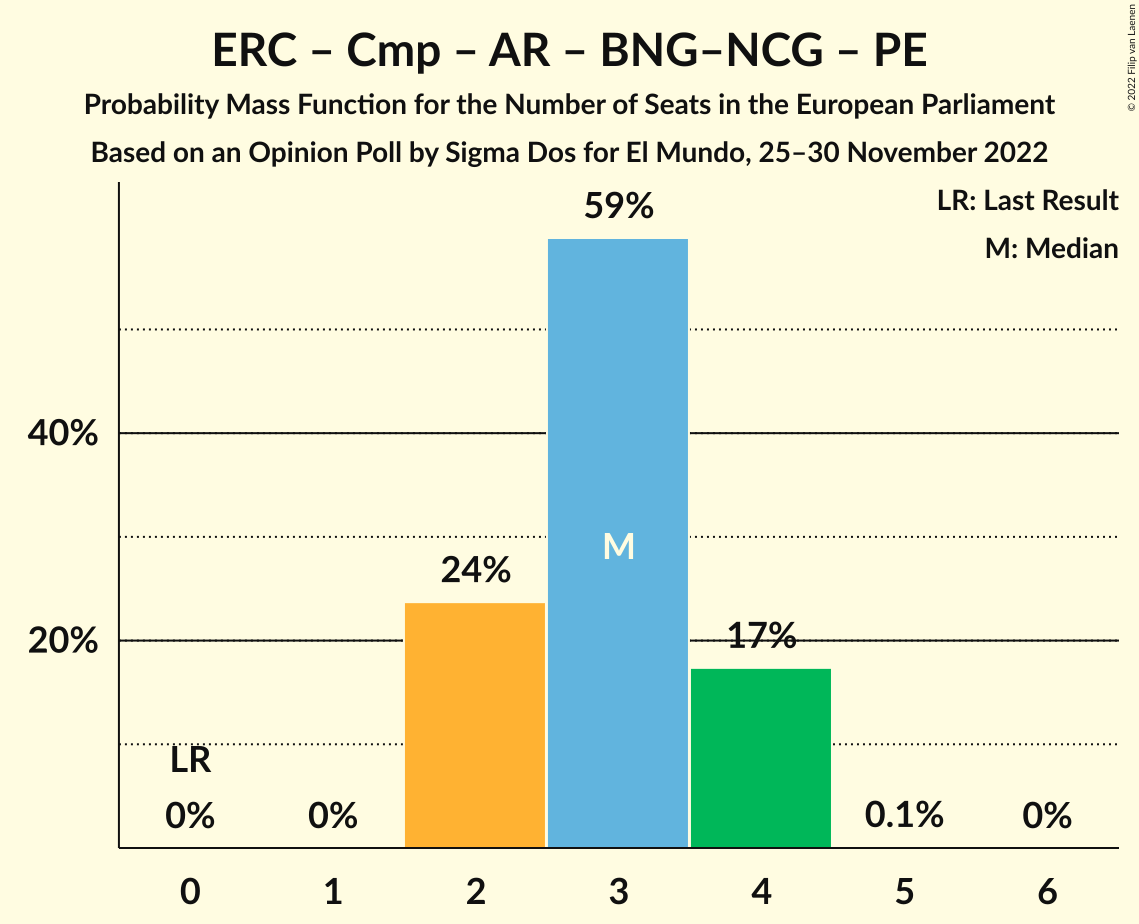 ERC – Cmp – AR – BNG–NCG – PE
Probability Mass Function for the Number of Seats in the European Parliament
Based on an Opinion Poll by Sigma Dos for El Mundo, 25–30 November 2022
© 2022 Filip van Laenen
LR: Last Result
M: Median
59%
40%
M
24%
20%
17%
LR
0%
0%
0.1%
0%
0
1
2
3
4
5
6